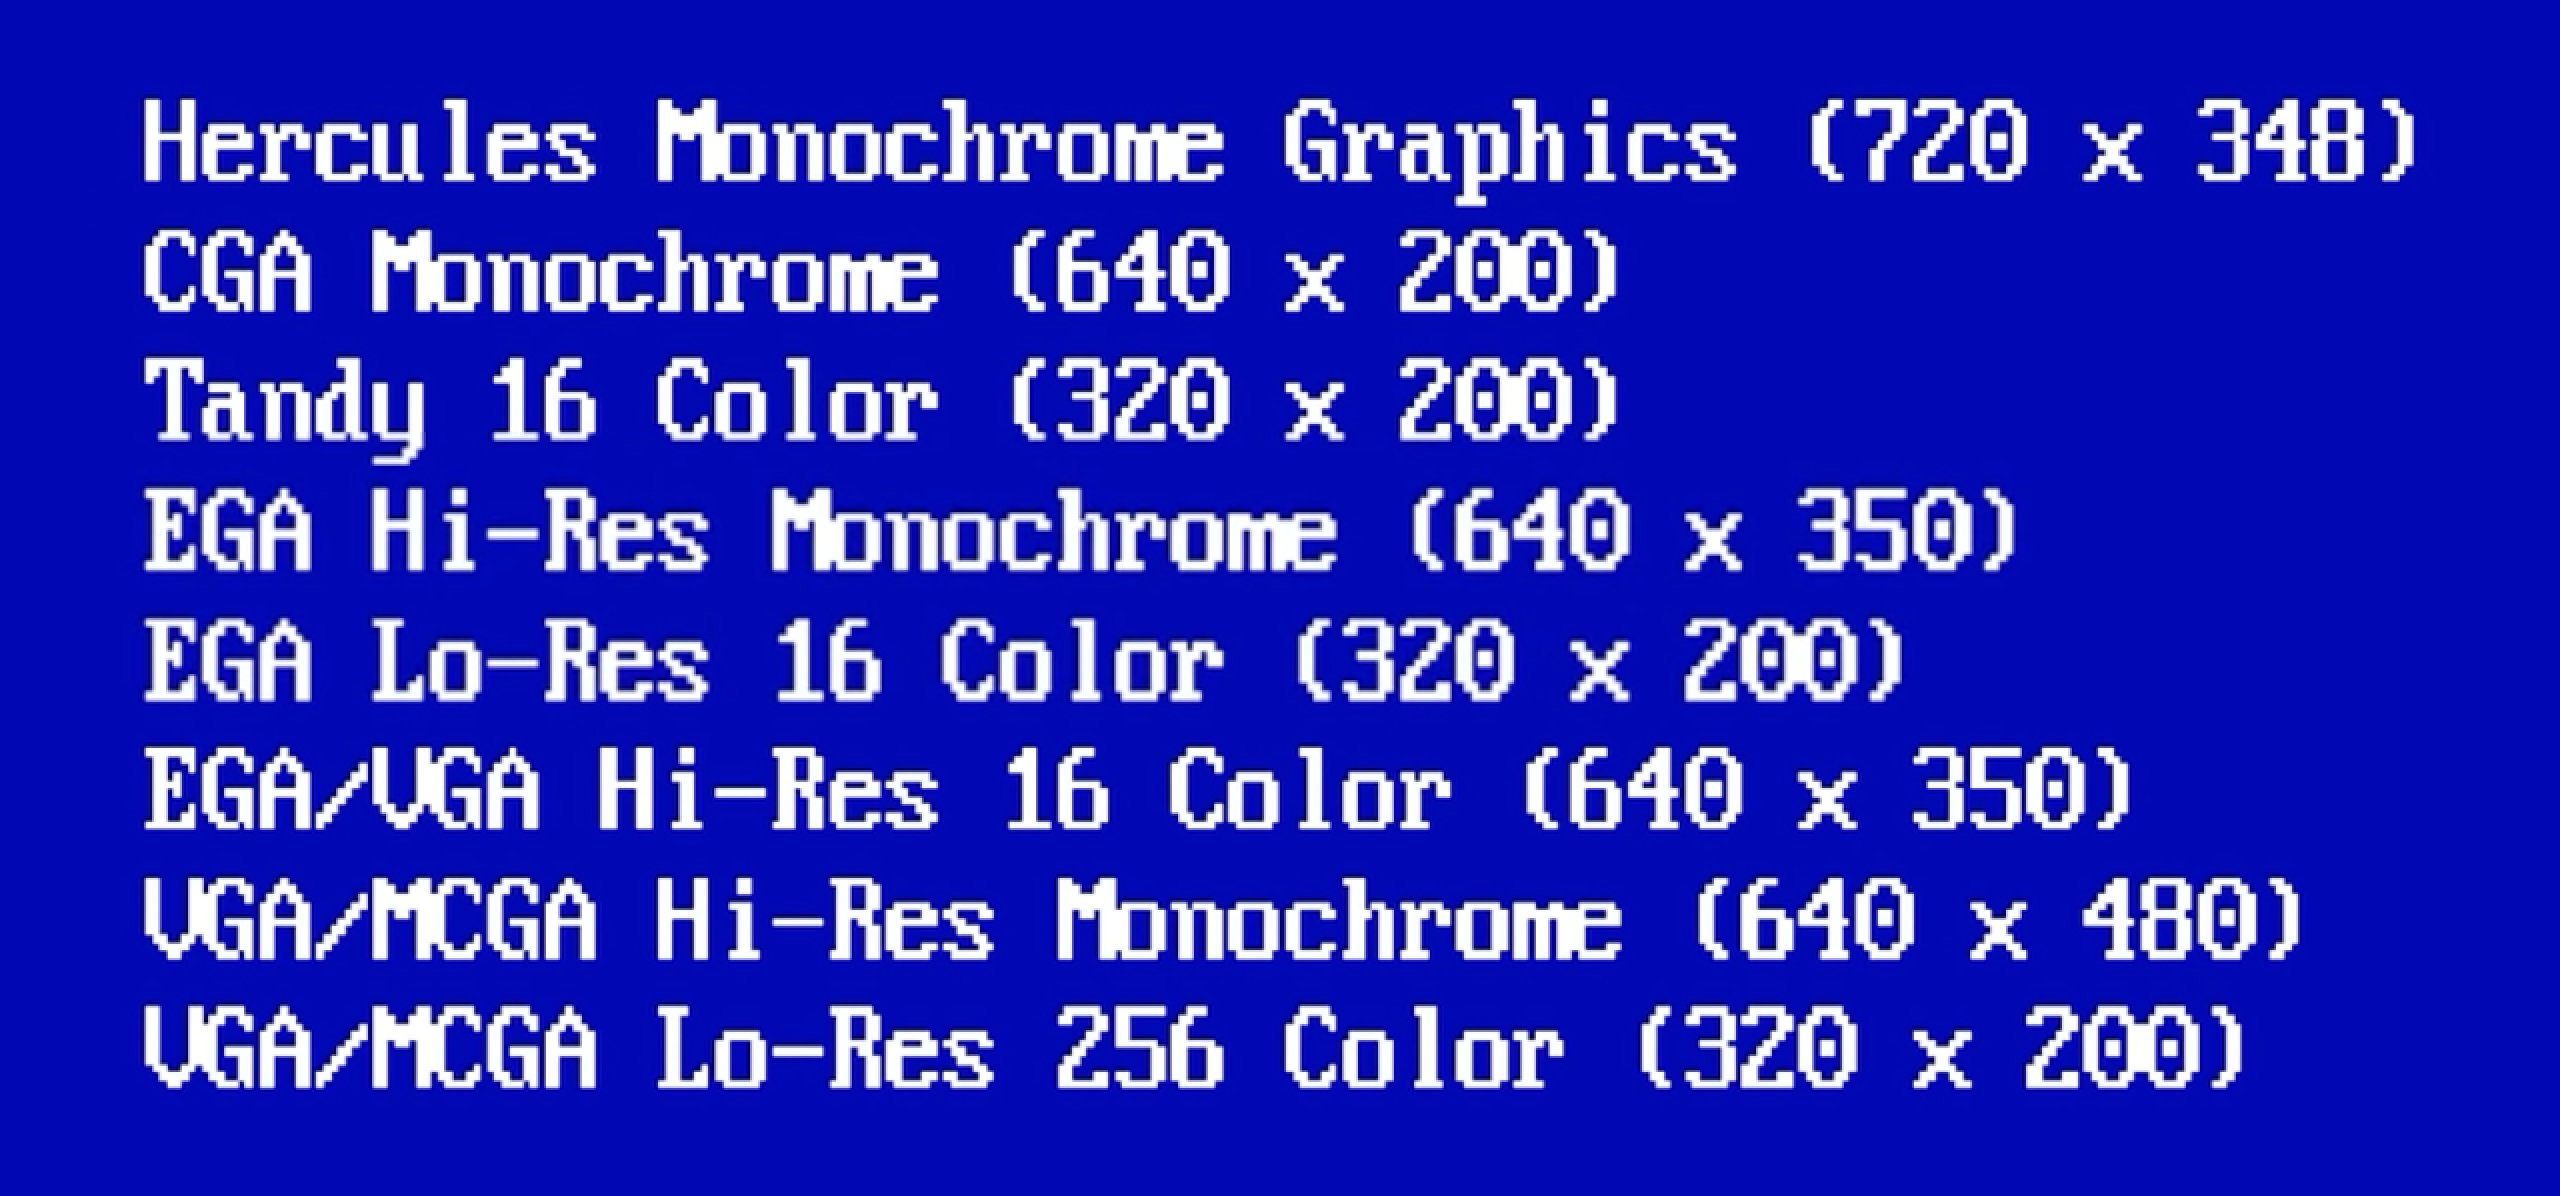 Hercules Monochrome Graphics (720 x 348)
CGA Monochrome (640 x 200)
Tandy 16 Color (320 x 200)
EGA Hi-Res Monochrome (640 x 350)
EGA Lo-Res 16 Color (320 x 200)
EGA/VGA Hi-Res 16 Color (640 x 350)
VGA/MCGA Hi-Res Monochrome (640 x 480)
VGA/MCGA Lo-Res 256 Color (320 x 200)